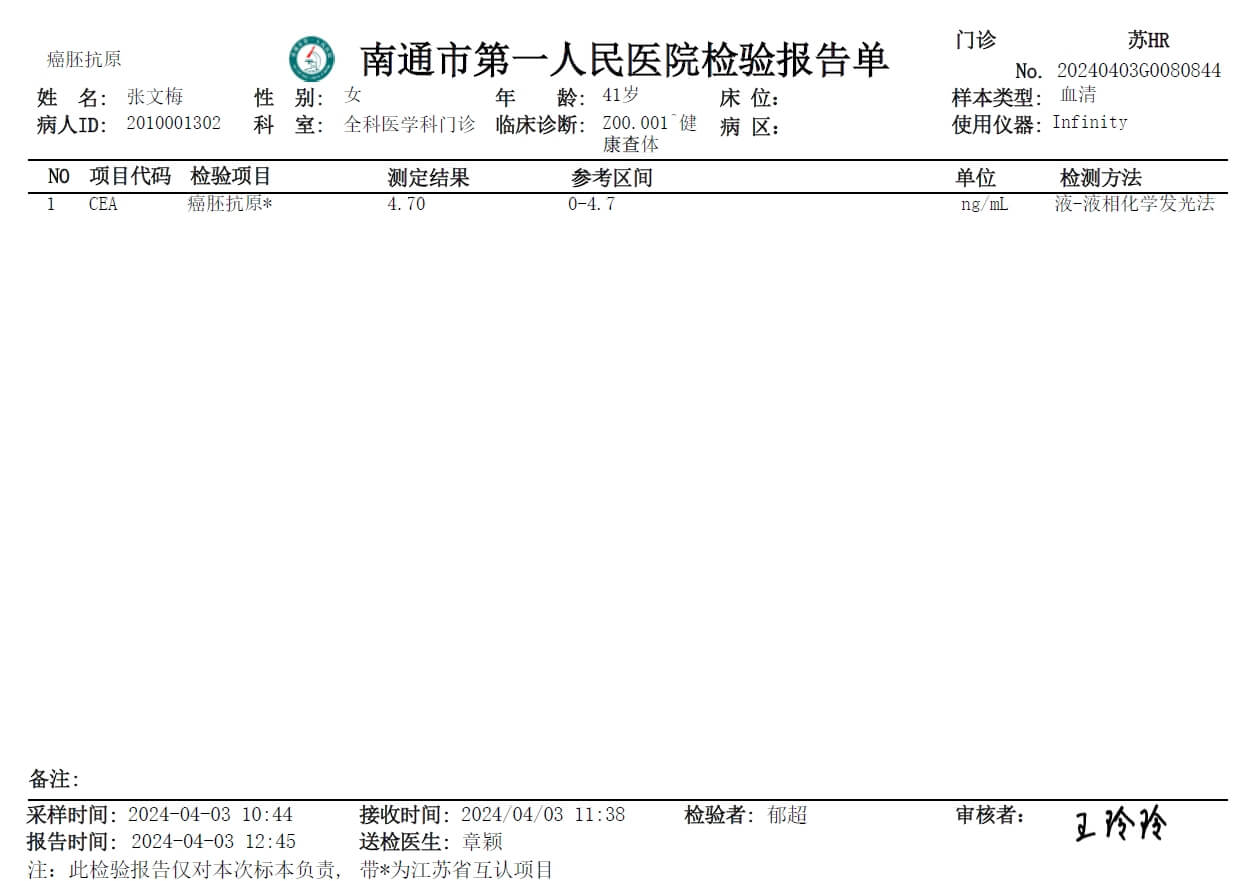 癌胚抗原 南通市第一人民医院检验报告单 门诊 苏HR
No. 20240403G0080844
姓 名: 张文梅 性 别: 女 年 龄: 41岁 床 位: 样本类型: 血清
病人ID: 2010001302 科 室: 全科医学科门诊 临床诊断: Z00.001^健康查体 病 区: 使用仪器: Infinity
NO 项目代码 检验项目 测定结果 参考区间 单位 检测方法
1 CEA 癌胚抗原* 4.70 0-4.7 ng/mL 液-液相化学发光法
备注:
采样时间: 2024-04-03 10:44 接收时间: 2024/04/03 11:38 检验者: 郁超 审核者: 王玲玲
报告时间: 2024-04-03 12:45 送检医生: 章颖
注: 此检验报告仅对本次标本负责, 带*为江苏省互认项目